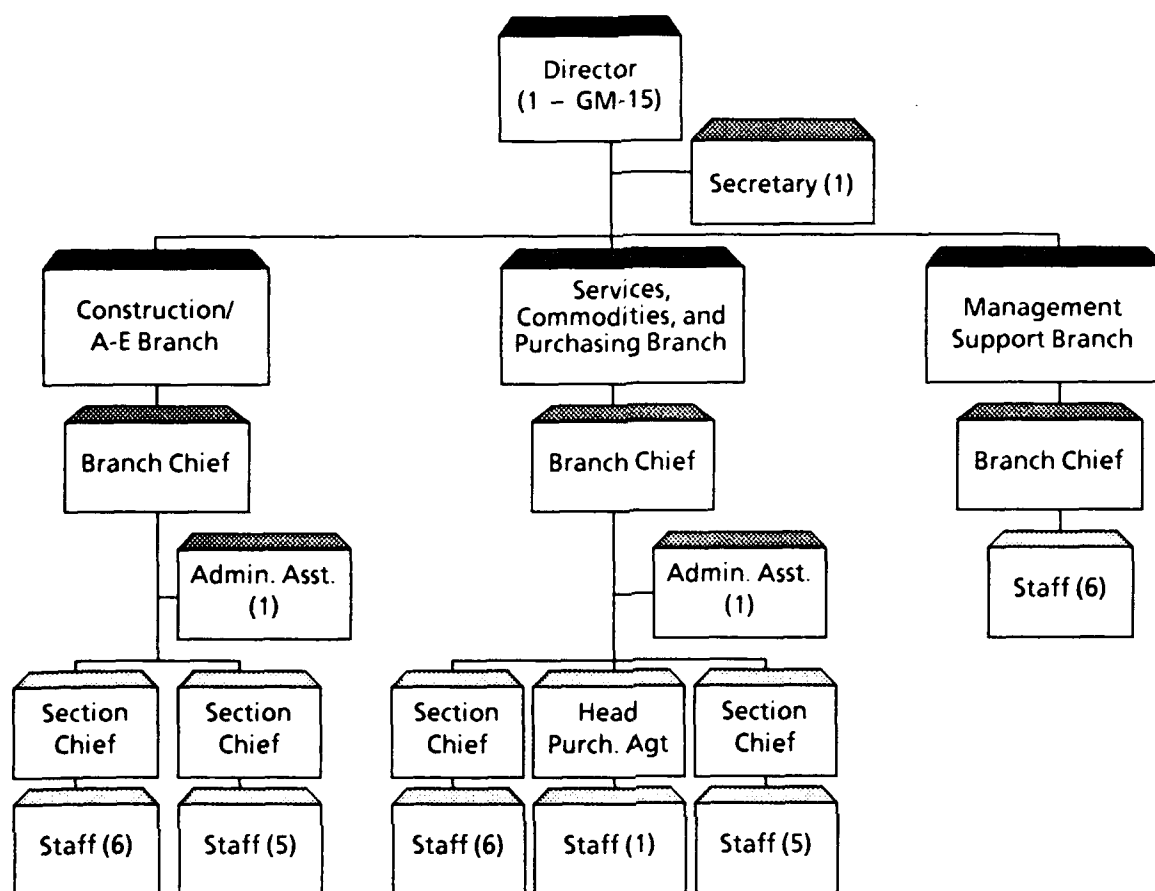 Director
(1 – GM-15)
Secretary (1)
Construction/
A-E Branch
Services,
Commodities, and
Purchasing Branch
Management
Support Branch
Branch Chief
Branch Chief
Branch Chief
Admin. Asst.
(1)
Admin. Asst.
(1)
Staff (6)
Section
Chief
Section
Chief
Section
Chief
Head
Purch. Agt
Section
Chief
Staff (6)
Staff (5)
Staff (6)
Staff (1)
Staff (5)